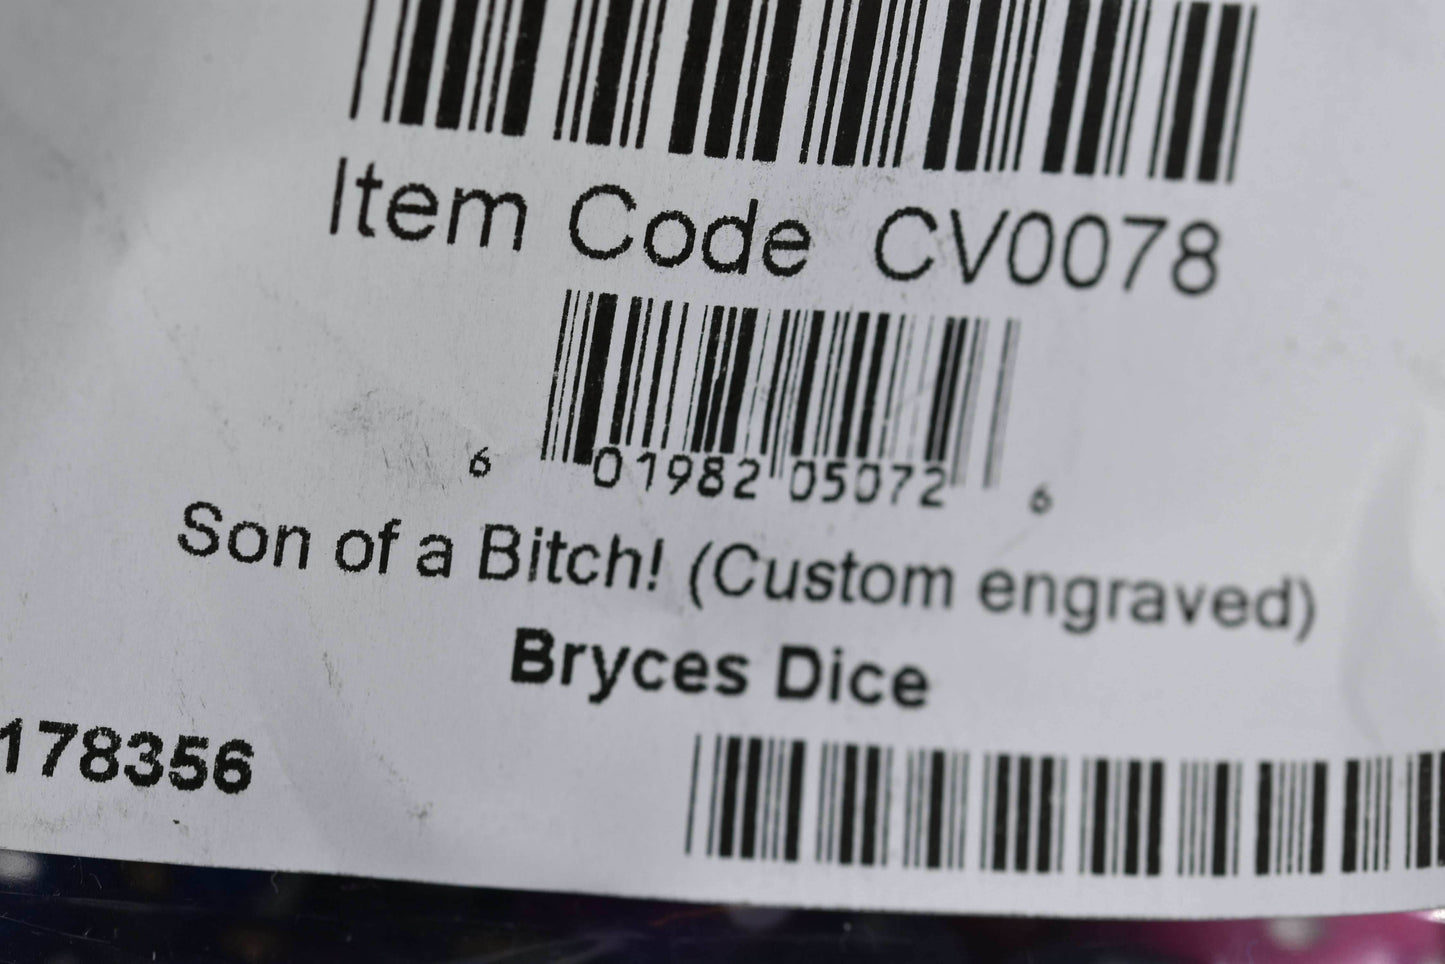 Item Code CV0078
6 01982 05072 6
Son of a Bitch! (Custom engraved)
Bryces Dice
178356